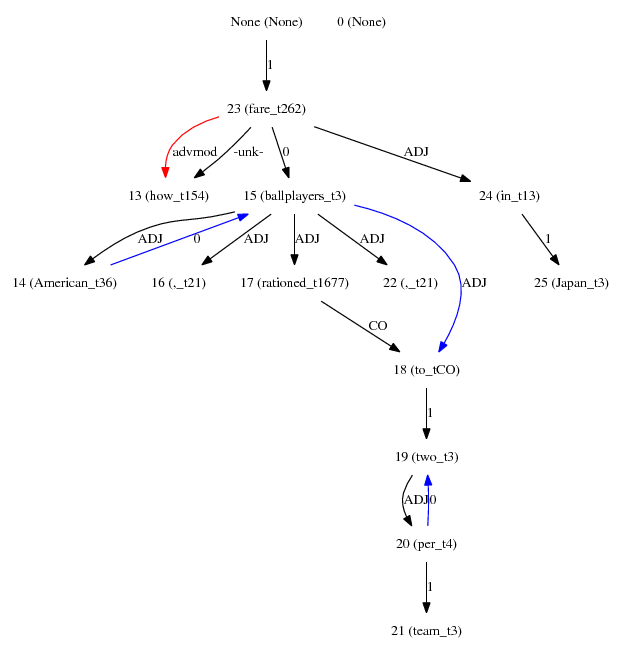 None (None) 0 (None)
1
23 (fare_t262)
advmod -unk- 0 ADJ
13 (how_t154) 15 (ballplayers_t3) 24 (in_t13)
ADJ 0 ADJ ADJ ADJ 1
14 (American_t36) 16 (,_t21) 17 (rationed_t1677) 22 (,_t21) ADJ 25 (Japan_t3)
CO
18 (to_tCO)
1
19 (two_t3)
ADJ 0
20 (per_t4)
1
21 (team_t3)